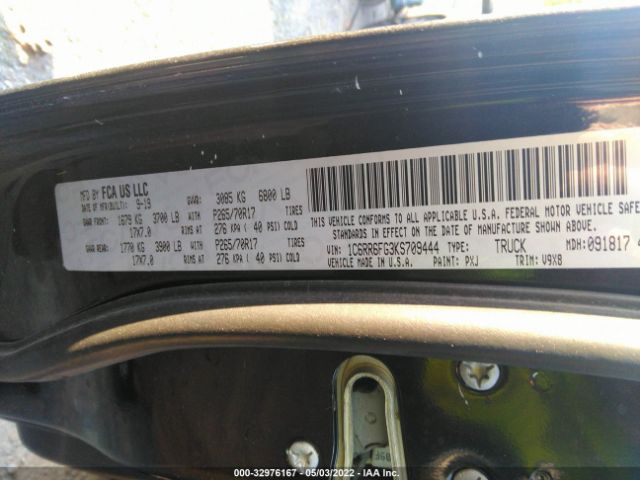 MFD BY FCA US LLC
DATE OF MFR(BUILT): 9-19 GVWR: 3085 KG 6800 LB
GAWR FRONT 1679 KG 3700 LB WITH P265/70R17 TIRES
17X7.0 RIMS AT 276 KPA ( 40 PSI) COLD
GAWR REAR 1770 KG 3900 LB WITH P265/70R17 TIRES
17X7.0 RIMS AT 276 KPA ( 40 PSI) COLD
THIS VEHICLE CONFORMS TO ALL APPLICABLE U.S.A. FEDERAL MOTOR VEHICLE SAFE
STANDARDS IN EFFECT ON THE DATE OF MANUFACTURE SHOWN ABOVE.
VIN: 1C6RR6FG3KS709444 TYPE: TRUCK MDH: 091817
VEHICLE MADE IN U.S.A. PAINT: PXJ TRIM: V9X8
000-32976167 - 05/03/2022 - IAA Inc.